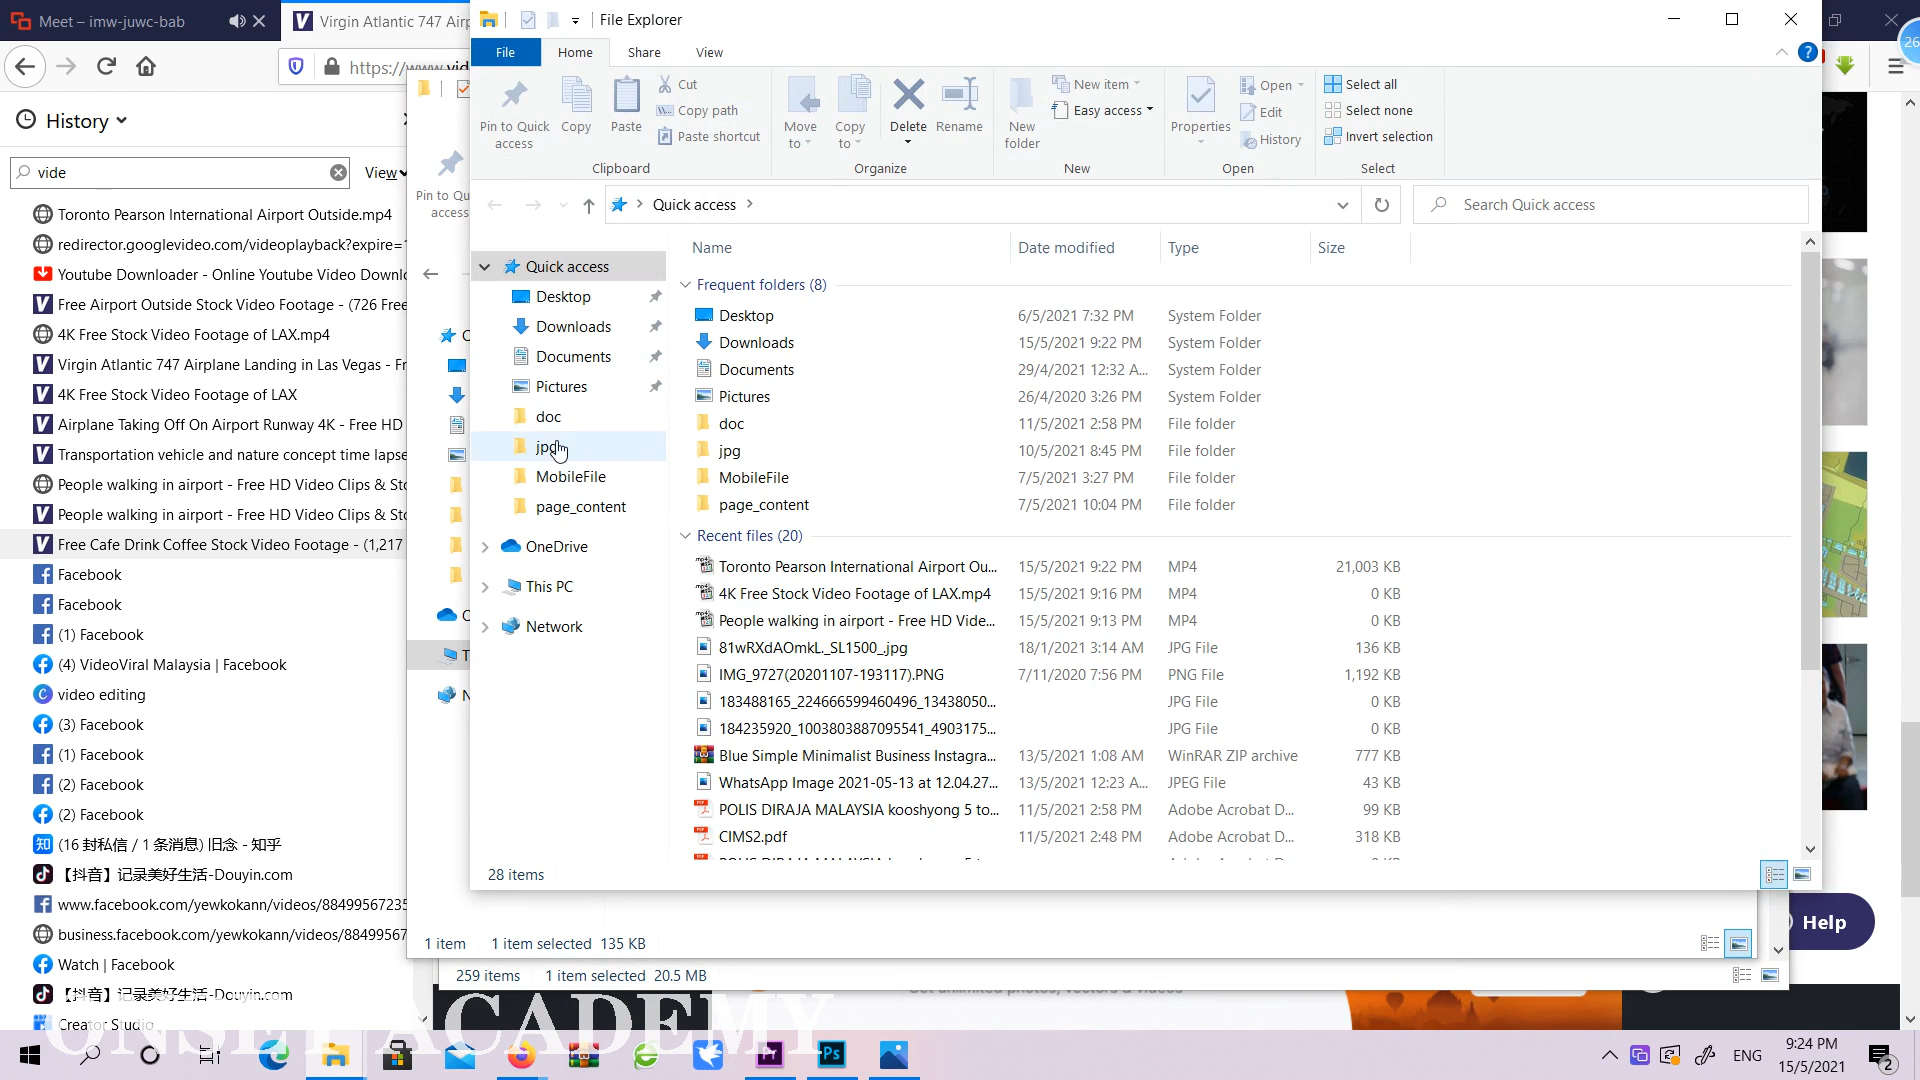 Meet – imw-juwc-bab
Virgin Atlantic 747 Airp
File Explorer
26
https://www.vid
File
Home
Share
View
Pin to Quick access
Copy
Paste
Cut
Copy path
Paste shortcut
Clipboard
Move to
Copy to
Delete
Rename
Organize
New folder
New item
Easy access
New
Properties
Open
Edit
History
Open
Select all
Select none
Invert selection
Select
History
vide
View
Pin to Qu
access
Quick access
Search Quick access
Toronto Pearson International Airport Outside.mp4
redirector.googlevideo.com/videoplayback?expire=1
Youtube Downloader - Online Youtube Video Downl
Free Airport Outside Stock Video Footage - (726 Free
4K Free Stock Video Footage of LAX.mp4
Virgin Atlantic 747 Airplane Landing in Las Vegas - Fr
4K Free Stock Video Footage of LAX
Airplane Taking Off On Airport Runway 4K - Free HD
Transportation vehicle and nature concept time lapse
People walking in airport - Free HD Video Clips & Sto
People walking in airport - Free HD Video Clips & Sto
Free Cafe Drink Coffee Stock Video Footage - (1,217
Facebook
Facebook
(1) Facebook
(4) VideoViral Malaysia | Facebook
video editing
(3) Facebook
(1) Facebook
(2) Facebook
(2) Facebook
(16 封私信 / 1 条消息) 旧念 - 知乎
【抖音】记录美好生活-Douyin.com
www.facebook.com/yewkokann/videos/88499567235
business.facebook.com/yewkokann/videos/88499567
Watch | Facebook
【抖音】记录美好生活-Douyin.com
Creator Studio
Quick access
Desktop
Downloads
Documents
Pictures
doc
jpg
MobileFile
page_content
OneDrive
This PC
Network
Name Date modified Type Size
Frequent folders (8)
Desktop 6/5/2021 7:32 PM System Folder
Downloads 15/5/2021 9:22 PM System Folder
Documents 29/4/2021 12:32 A... System Folder
Pictures 26/4/2020 3:26 PM System Folder
doc 11/5/2021 2:58 PM File folder
jpg 10/5/2021 8:45 PM File folder
MobileFile 7/5/2021 3:27 PM File folder
page_content 7/5/2021 10:04 PM File folder
Recent files (20)
Toronto Pearson International Airport Ou... 15/5/2021 9:22 PM MP4 21,003 KB
4K Free Stock Video Footage of LAX.mp4 15/5/2021 9:16 PM MP4 0 KB
People walking in airport - Free HD Vide... 15/5/2021 9:13 PM MP4 0 KB
81wRXdAOmkL._SL1500_.jpg 18/1/2021 3:14 AM JPG File 136 KB
IMG_9727(20201107-193117).PNG 7/11/2020 7:56 PM PNG File 1,192 KB
183488165_224666599460496_13438050... JPG File 0 KB
184235920_1003803887095541_4903175... JPG File 0 KB
Blue Simple Minimalist Business Instagra... 13/5/2021 1:08 AM WinRAR ZIP archive 777 KB
WhatsApp Image 2021-05-13 at 12.04.27... 13/5/2021 12:23 A... JPEG File 43 KB
POLIS DIRAJA MALAYSIA kooshyong 5 to... 11/5/2021 2:58 PM Adobe Acrobat D... 99 KB
CIMS2.pdf 11/5/2021 2:48 PM Adobe Acrobat D... 318 KB
28 items
1 item 1 item selected 135 KB
259 items 1 item selected 20.5 MB
Help
ONSET ACADEMY
ENG
9:24 PM
15/5/2021
2